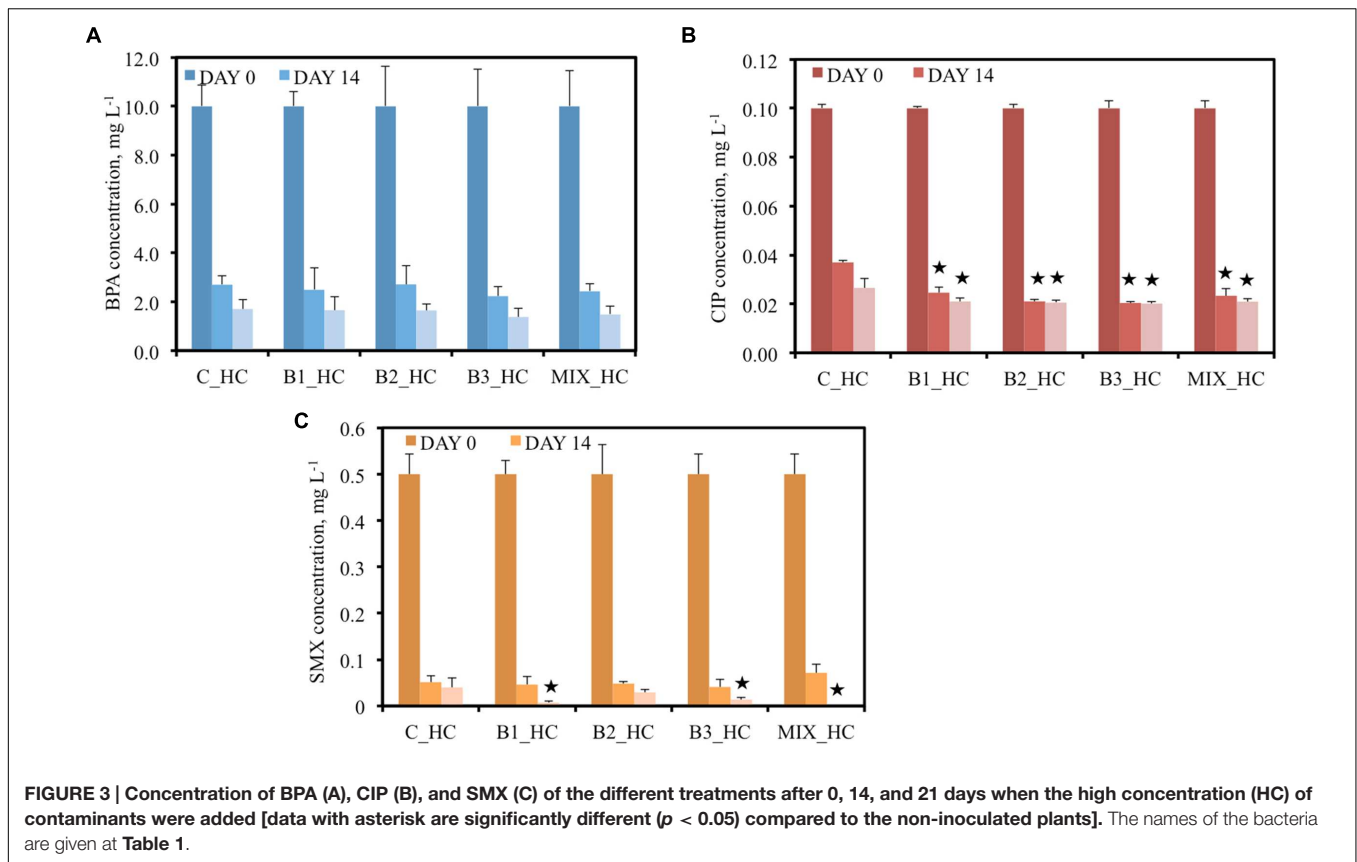 A
12.0
10.0
8.0
6.0
4.0
2.0
0.0
BPA concentration, mg L-1
DAY 0 DAY 14
C_HC B1_HC B2_HC B3_HC MIX_HC
B
0.12
0.10
0.08
0.06
0.04
0.02
0.00
CIP concentration, mg L-1
DAY 0 DAY 14
★ ★ ★ ★ ★ ★ ★ ★
C_HC B1_HC B2_HC B3_HC MIX_HC
C
0.6
0.5
0.4
0.3
0.2
0.1
0
SMX concentration, mg L-1
DAY 0 DAY 14
★ ★ ★
C_HC B1_HC B2_HC B3_HC MIX_HC
FIGURE 3 | Concentration of BPA (A), CIP (B), and SMX (C) of the different treatments after 0, 14, and 21 days when the high concentration (HC) of
contaminants were added [data with asterisk are significantly different (p < 0.05) compared to the non-inoculated plants]. The names of the bacteria
are given at Table 1.